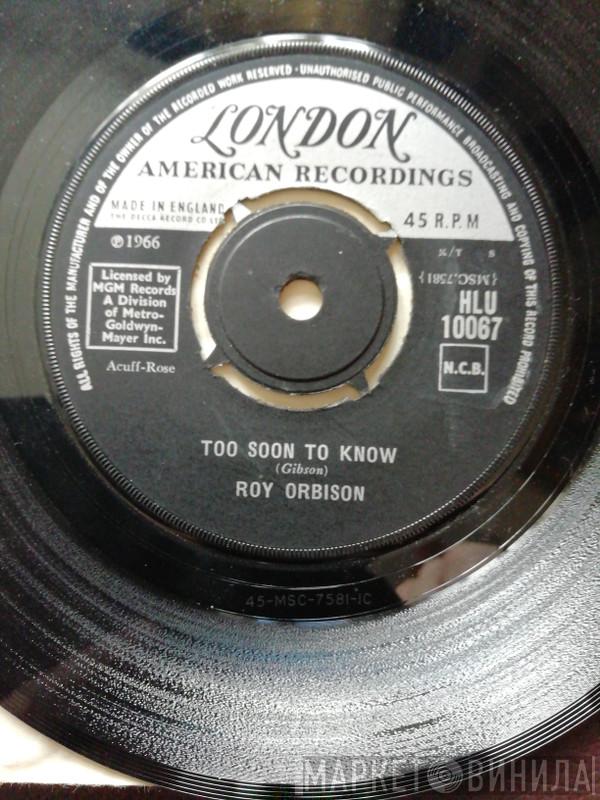 ALL RIGHTS OF THE MANUFACTURER AND OF THE OWNER OF THE RECORDED WORK RESERVED · UNAUTHORISED PUBLIC PERFORMANCE BROADCASTING AND COPYING OF THIS RECORD PROHIBITED
LONDON
AMERICAN RECORDINGS
MADE IN ENGLAND
THE DECCA RECORD CO LTD
45 R.P.M
℗1966
S T/X
(MSC.7581)
Licensed by
MGM Records
A Division
of Metro-
Goldwyn-
Mayer Inc.
HLU
10067
N.C.B.
Acuff-Rose
TOO SOON TO KNOW
(Gibson)
ROY ORBISON
45-MSC-7581-1C
МАРКЕТ ВИНИЛА